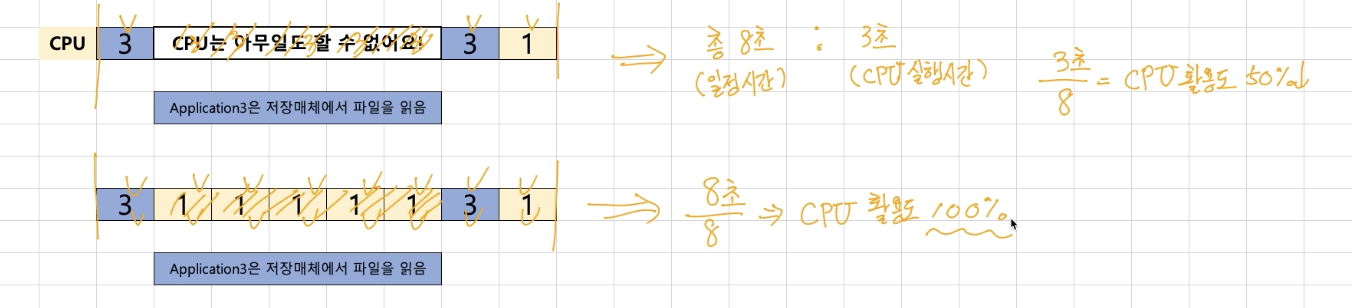 CPU 3 CPU는 아무일도 할 수 없어요! 3 1
총 8초 : 3초
(일정시간) (CPU 실행시간)
3초
8
= CPU 활용도 50%↓
Application3은 저장매체에서 파일을 읽음
3 1 1 1 1 1 3 1
8초
8
⇒ CPU 활용도 100%
Application3은 저장매체에서 파일을 읽음